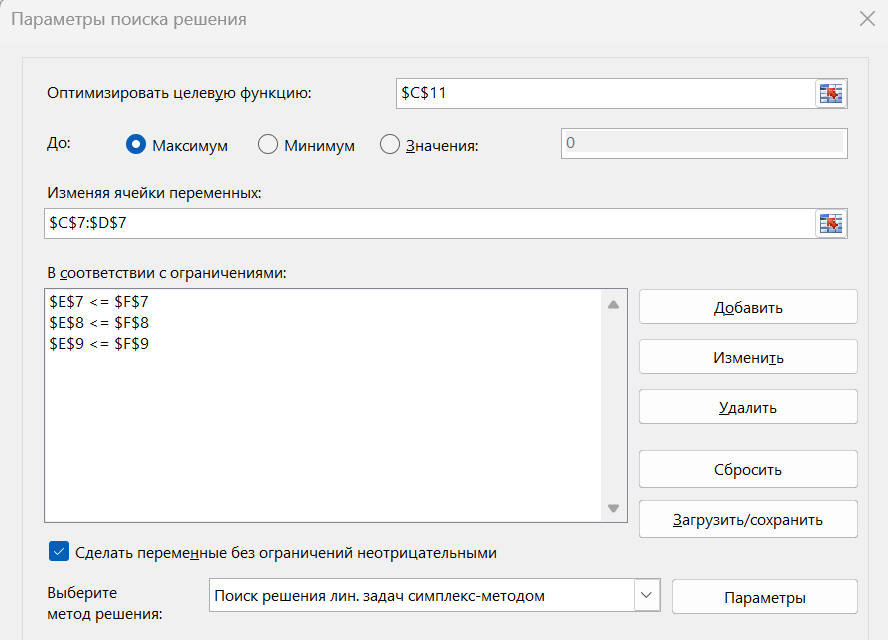 Параметры поиска решения
Оптимизировать целевую функцию: $C$11
До: Максимум Минимум Значения: 0
Изменяя ячейки переменных:
$C$7:$D$7
В соответствии с ограничениями:
$E$7 <= $F$7
$E$8 <= $F$8
$E$9 <= $F$9
Добавить
Изменить
Удалить
Сбросить
Загрузить/сохранить
Сделать переменные без ограничений неотрицательными
Выберите
метод решения:
Поиск решения лин. задач симплекс-методом
Параметры